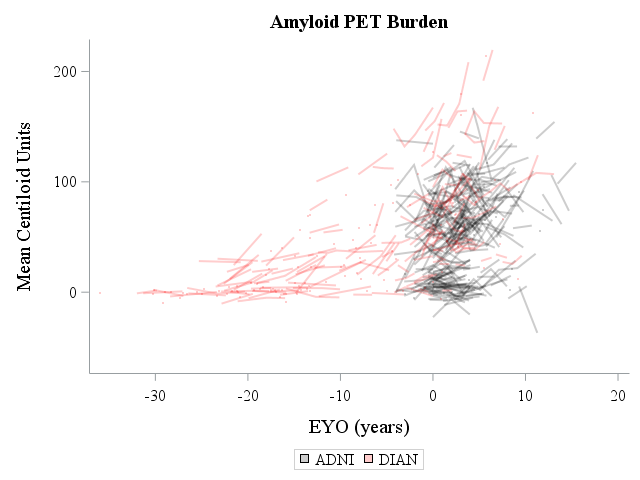 Amyloid PET Burden
200
100
0
Mean Centiloid Units
-30 -20 -10 0 10 20
EYO (years)
ADNI DIAN